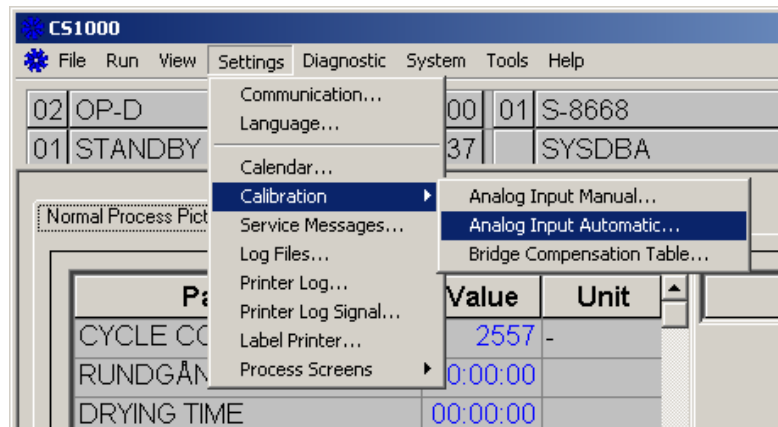 CS1000
File Run View Settings Diagnostic System Tools Help
02 OP-D 00 01 S-8668
01 STANDBY 37 SYSDBA
Communication...
Language...
Calendar...
Calibration
Service Messages...
Log Files...
Printer Log...
Printer Log Signal...
Label Printer...
Process Screens
Analog Input Manual...
Analog Input Automatic...
Bridge Compensation Table...
Normal Process Pict
Pa Value Unit
CYCLE CO 2557 -
RUNDGÅN 0:00:00
DRYING TIME 00:00:00